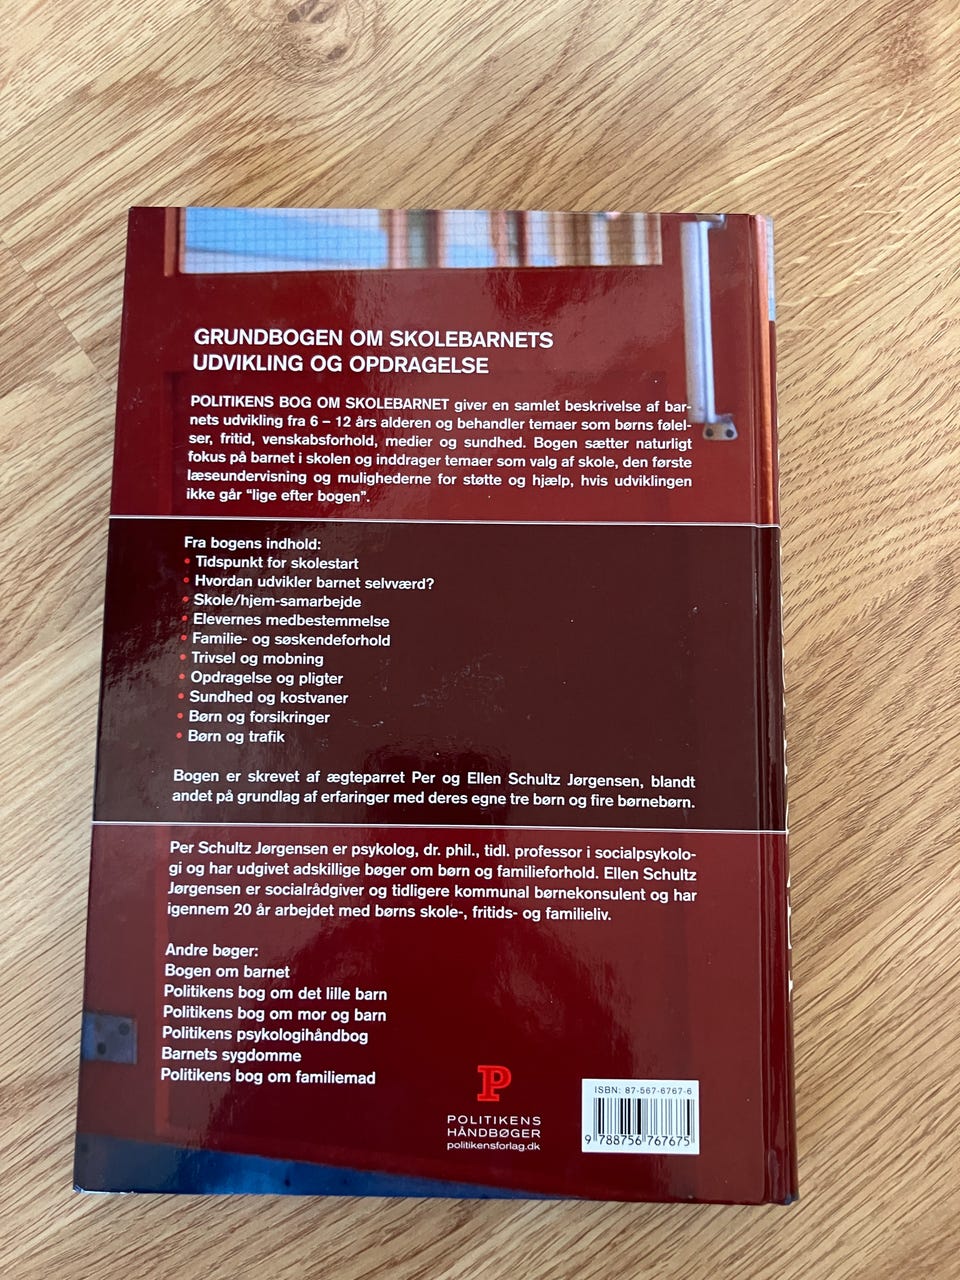 GRUNDBOGEN OM SKOLEBARNETS
UDVIKLING OG OPDRAGELSE
POLITIKENS BOG OM SKOLEBARNET giver en samlet beskrivelse af bar-
nets udvikling fra 6 – 12 års alderen og behandler temaer som børns følel-
ser, fritid, venskabsforhold, medier og sundhed. Bogen sætter naturligt
fokus på barnet i skolen og inddrager temaer som valg af skole, den første
læseundervisning og mulighederne for støtte og hjælp, hvis udviklingen
ikke går “lige efter bogen”.
Fra bogens indhold:
• Tidspunkt for skolestart
• Hvordan udvikler barnet selvværd?
• Skole/hjem-samarbejde
• Elevernes medbestemmelse
• Familie- og søskendeforhold
• Trivsel og mobning
• Opdragelse og pligter
• Sundhed og kostvaner
• Børn og forsikringer
• Børn og trafik
Bogen er skrevet af ægteparret Per og Ellen Schultz Jørgensen, blandt
andet på grundlag af erfaringer med deres egne tre børn og fire børnebørn.
Per Schultz Jørgensen er psykolog, dr. phil., tidl. professor i socialpsykolo-
gi og har udgivet adskillige bøger om børn og familieforhold. Ellen Schultz
Jørgensen er socialrådgiver og tidligere kommunal børnekonsulent og har
igennem 20 år arbejdet med børns skole-, fritids- og familieliv.
Andre bøger:
Bogen om barnet
Politikens bog om det lille barn
Politikens bog om mor og barn
Politikens psykologihåndbog
Barnets sygdomme
Politikens bog om familiemad
P
POLITIKENS
HÅNDBØGER
politikensforlag.dk
ISBN: 87-567-6767-6
9 788756 767675